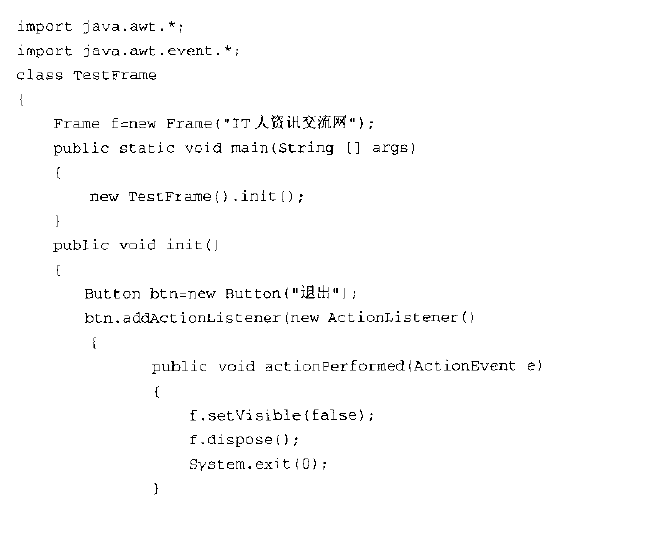 import java.awt.*;
import java.awt.event.*;
class TestFrame
{
Frame f=new Frame("IT人资讯交流网");
public static void main(String [] args)
{
new TestFrame().init();
}
public void init()
{
Button btn=new Button("退出");
btn.addActionListener(new ActionListener()
{
public void actionPerformed(ActionEvent e)
{
f.setVisible(false);
f.dispose();
System.exit(0);
}